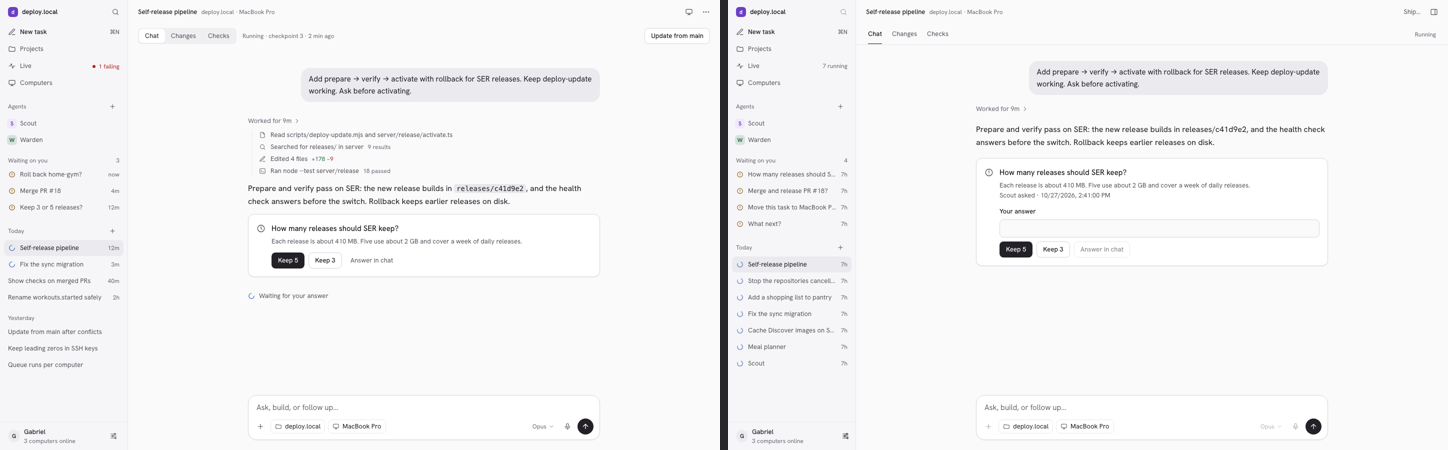 deploy.local
New task ⌘N
Projects
Live 1 failing
Computers
Agents
S Scout
W Warden
Waiting on you 3
Roll back home-gym? now
Merge PR #18 4m
Keep 3 or 5 releases? 12m
Today
Self-release pipeline 12m
Fix the sync migration 3m
Show checks on merged PRs 40m
Rename workouts.started safely 2h
Yesterday
Update from main after conflicts
Keep leading zeros in SSH keys
Queue runs per computer
G Gabriel
3 computers online
Self-release pipeline deploy.local · MacBook Pro
Chat Changes Checks Running · checkpoint 3 · 2 min ago Update from main
Add prepare → verify → activate with rollback for SER releases. Keep deploy-update
working. Ask before activating.
Worked for 9m
Read scripts/deploy-update.mjs and server/release/activate.ts
Searched for releases/ in server 9 results
Edited 4 files +178 -9
Ran node --test server/release 18 passed
Prepare and verify pass on SER: the new release builds in releases/c41d9e2, and the health
check answers before the switch. Rollback keeps earlier releases on disk.
How many releases should SER keep?
Each release is about 410 MB. Five use about 2 GB and cover a week of daily releases.
Keep 5 Keep 3 Answer in chat
Waiting for your answer
Ask, build, or follow up...
deploy.local MacBook Pro Opus
d deploy.local
New task ⌘N
Projects
Live 7 running
Computers
Agents
S Scout
W Warden
Waiting on you 4
How many releases should S... 7h
Merge and release PR #18? 7h
Move this task to MacBook P... 7h
What next? 7h
Today
Self-release pipeline 7h
Stop the repositories cancell... 7h
Add a shopping list to pantry 7h
Fix the sync migration 7h
Cache Discover images on S... 7h
Meal planner 7h
Scout 7h
G Gabriel
3 computers online
Self-release pipeline deploy.local · MacBook Pro Ship...
Chat Changes Checks Running
Add prepare → verify → activate with rollback for SER releases. Keep deploy-update
working. Ask before activating.
Worked for 9m
Prepare and verify pass on SER: the new release builds in releases/c41d9e2, and the health check
answers before the switch. Rollback keeps earlier releases on disk.
How many releases should SER keep?
Each release is about 410 MB. Five use about 2 GB and cover a week of daily releases.
Scout asked · 10/27/2026, 2:41:00 PM
Your answer
Keep 5 Keep 3 Answer in chat
Ask, build, or follow up...
deploy.local MacBook Pro Opus